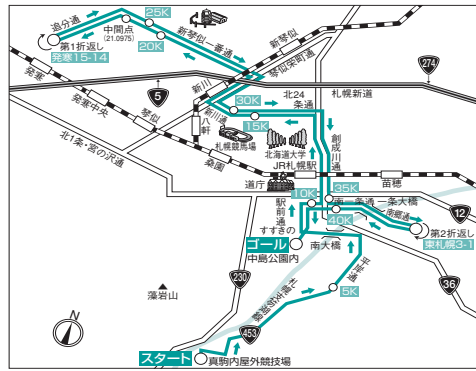 追分通
中間点
(21.0975)
25K
20K
第1折返し
発寒15-14
新琴似一番通
新琴似
琴似栄町通
274
発寒
発寒中央
5
琴似
新川
新川通
八軒
30K
北24
条通
15K
札幌新道
札幌競馬場
北海道大学
創成川通
北1条・宮の沢通
桑園
JR札幌駅
道庁
苗穂
35K
駅前通
10K
南一条通
一条大橋
40K
南郷通
12
すすきの
第2折返し
東札幌3-1
ゴール
中島公園内
南大橋
平岸通
230
36
藻岩山
5K
札幌支笏湖線
453
N
スタート
真駒内屋外競技場